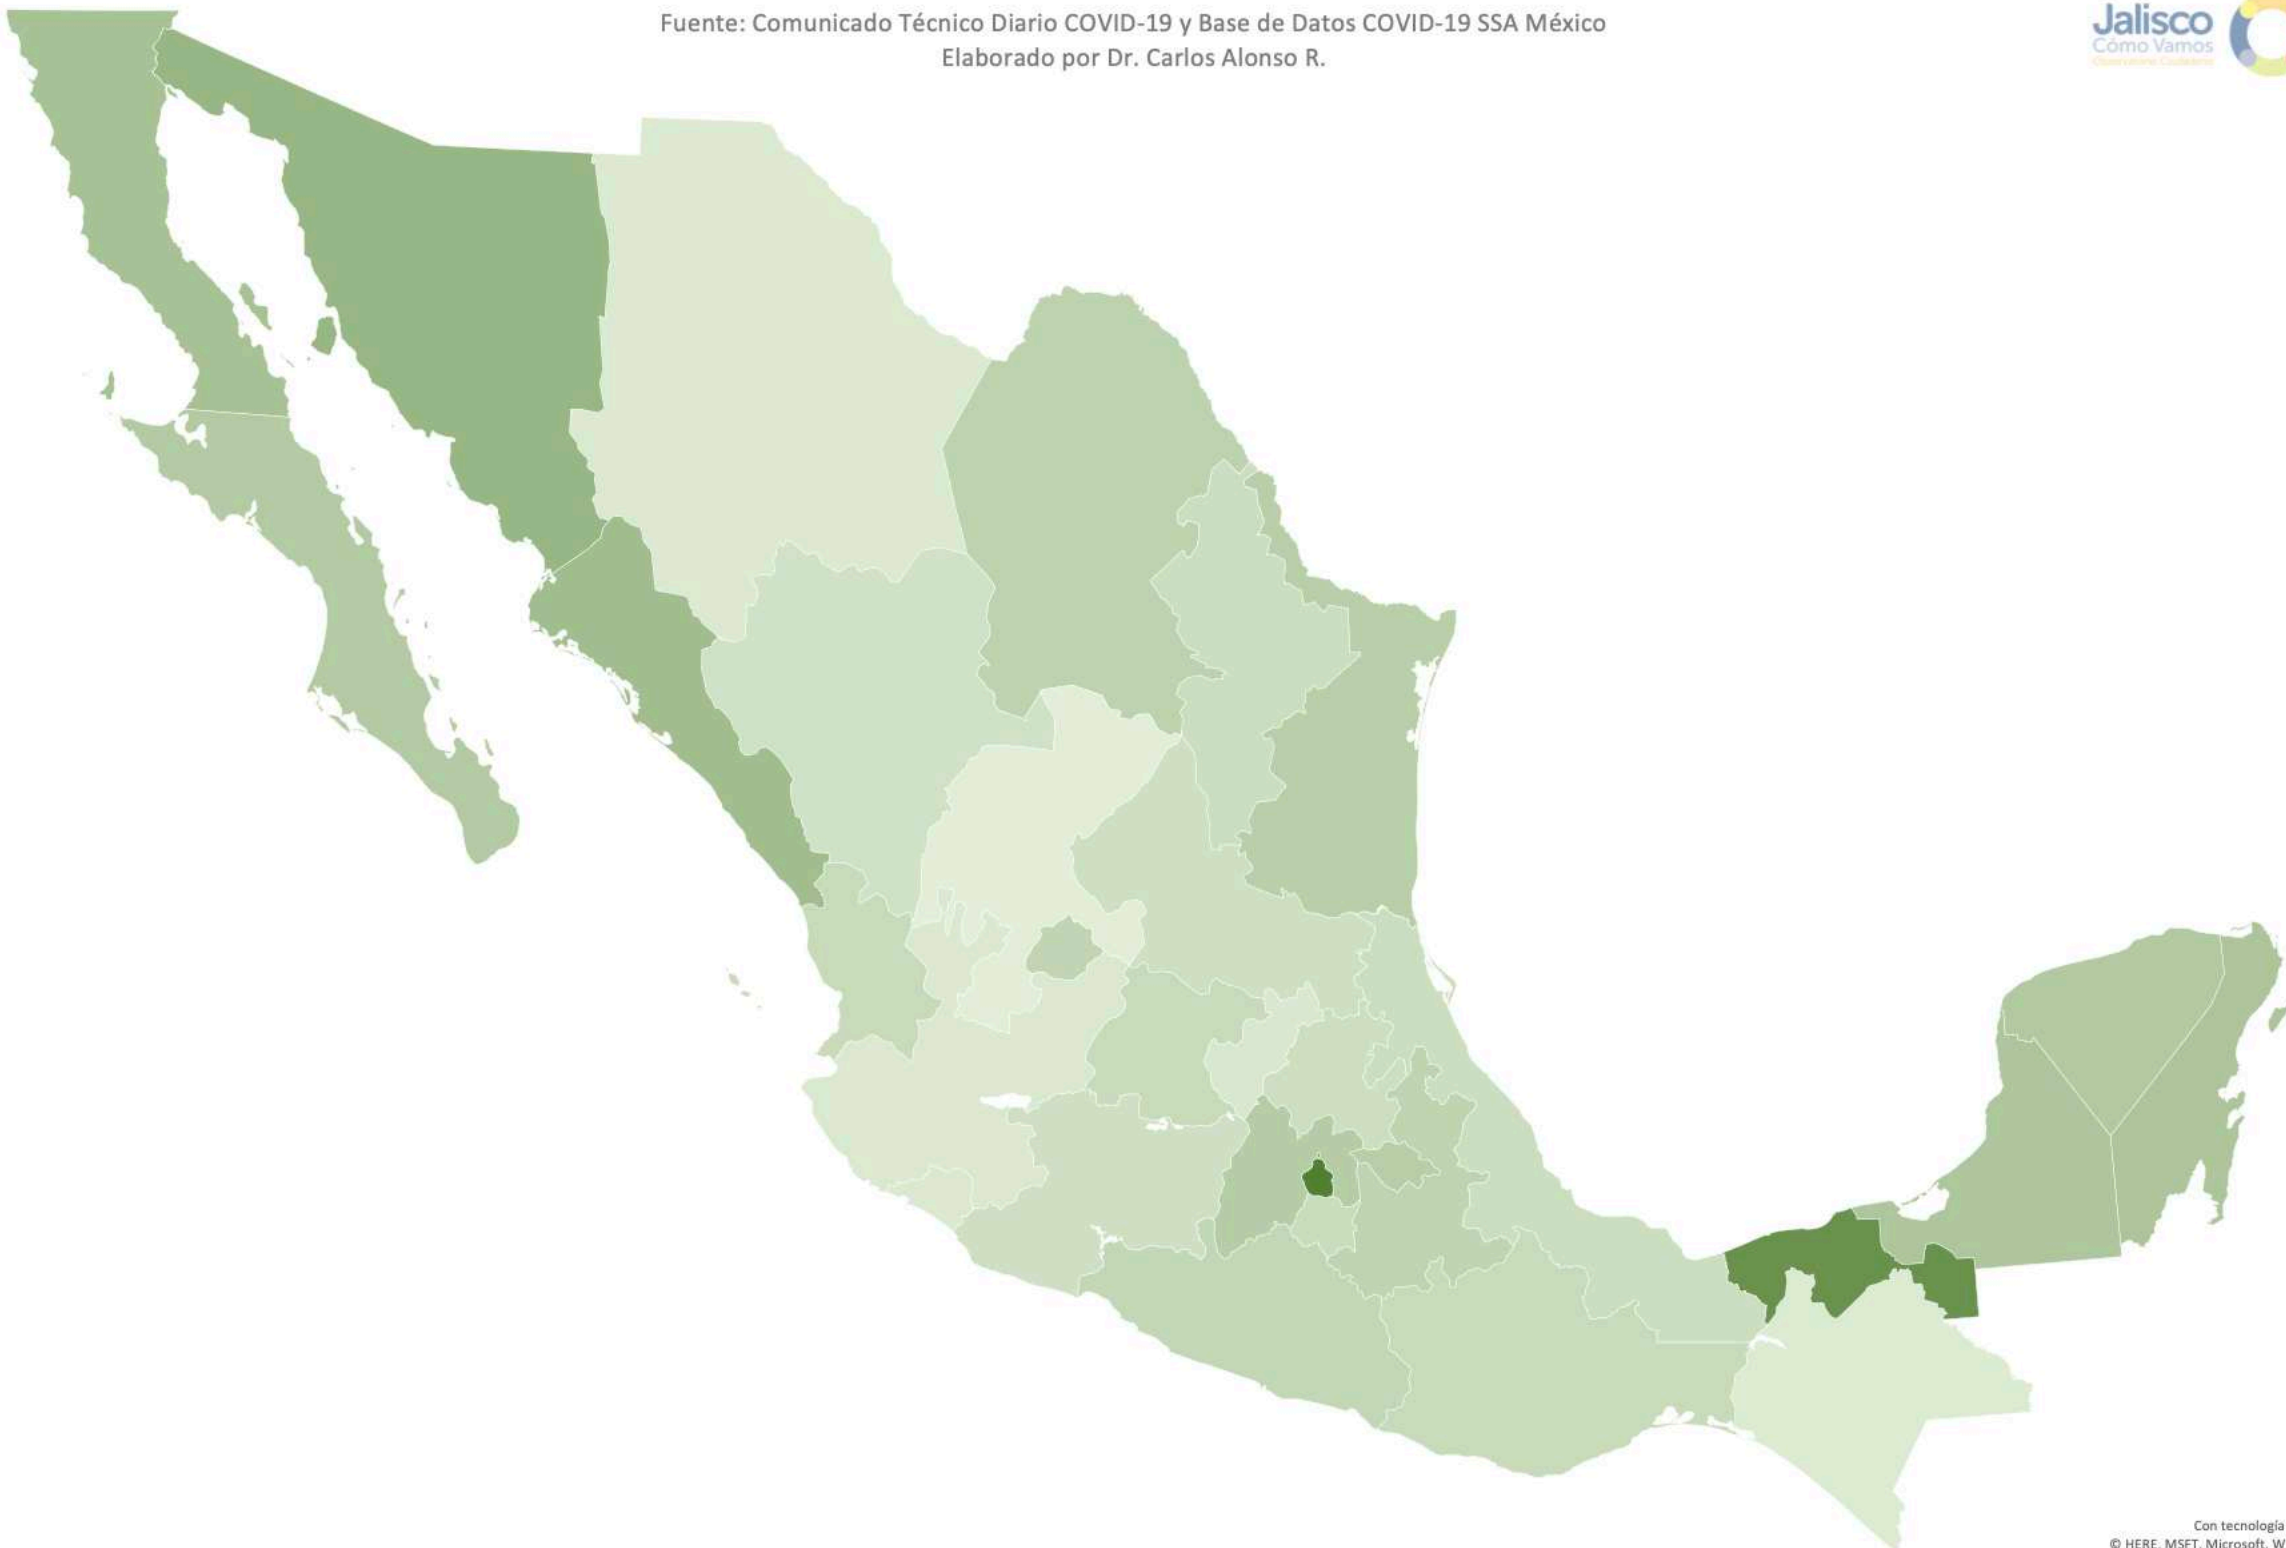 Fuente: Comunicado Técnico Diario COVID-19 y Base de Datos COVID-19 SSA México
Elaborado por Dr. Carlos Alonso R.
Jalisco
Cómo Vamos
Con tecnología
© HERE, MSFT, Microsoft, W